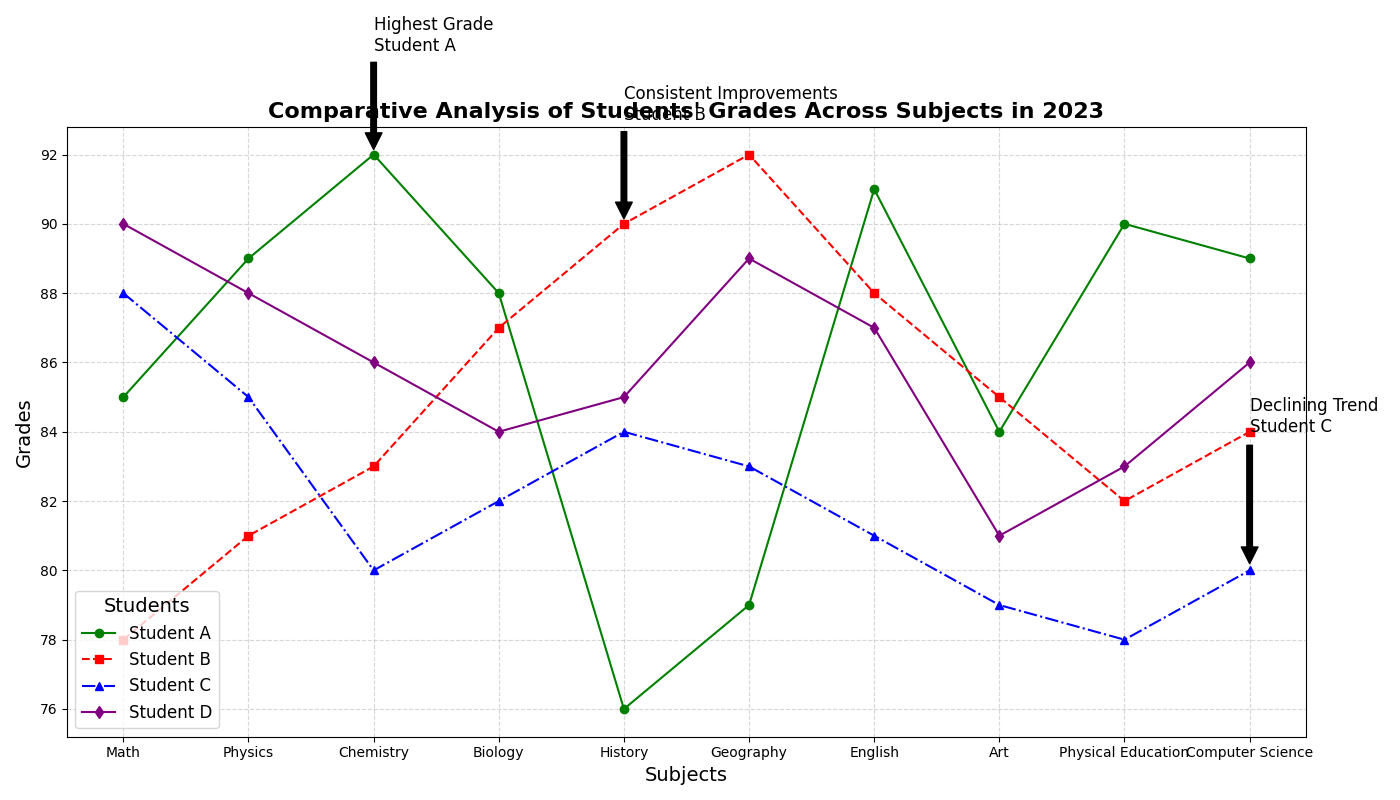 Highest Grade
Student A
Consistent Improvements
Student B
Comparative Analysis of Students' Grades Across Subjects in 2023
92
90
88
86
84
82
80
78
76
Grades
Declining Trend
Student C
Students
Student A
Student B
Student C
Student D
Math Physics Chemistry Biology History Geography English Art Physical Education Computer Science
Subjects